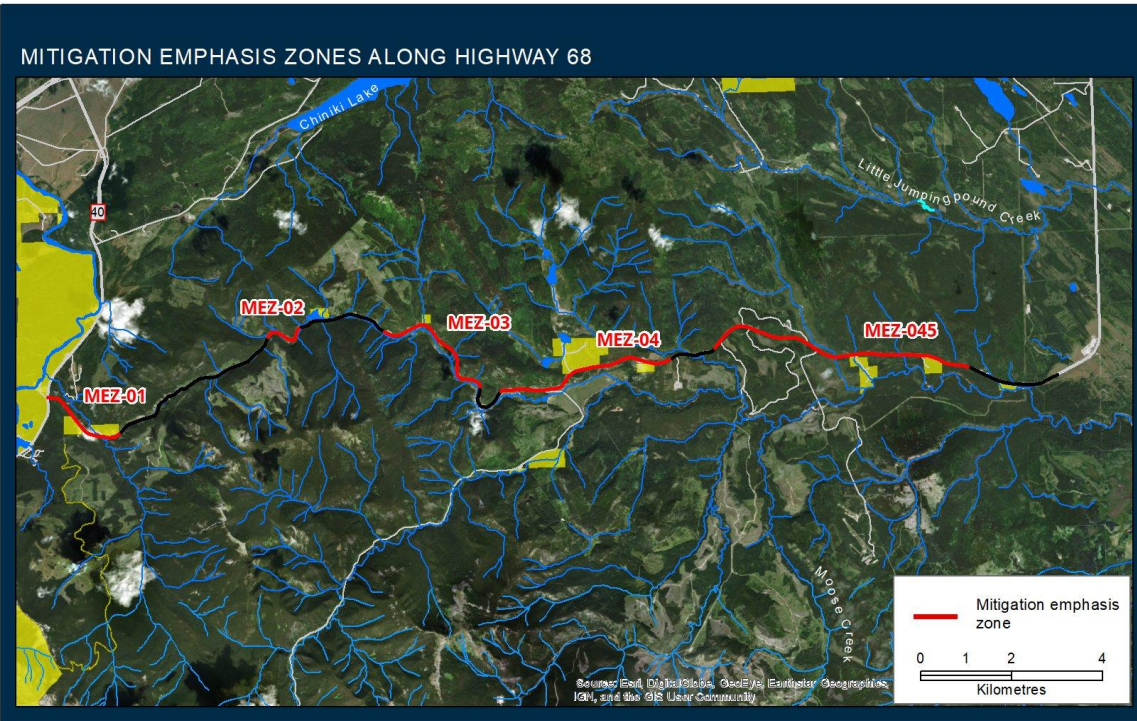 MITIGATION EMPHASIS ZONES ALONG HIGHWAY 68
Chiniki Lake
Little Jumpingpound Creek
40
MEZ-02
MEZ-03
MEZ-04
MEZ-045
MEZ-01
Moose Creek
Mitigation emphasis
zone
0 1 2 4
Kilometres
Source: Esri, DigitalGlobe, GeoEye, Earthstar Geographics,
IGN, and the GIS User Community